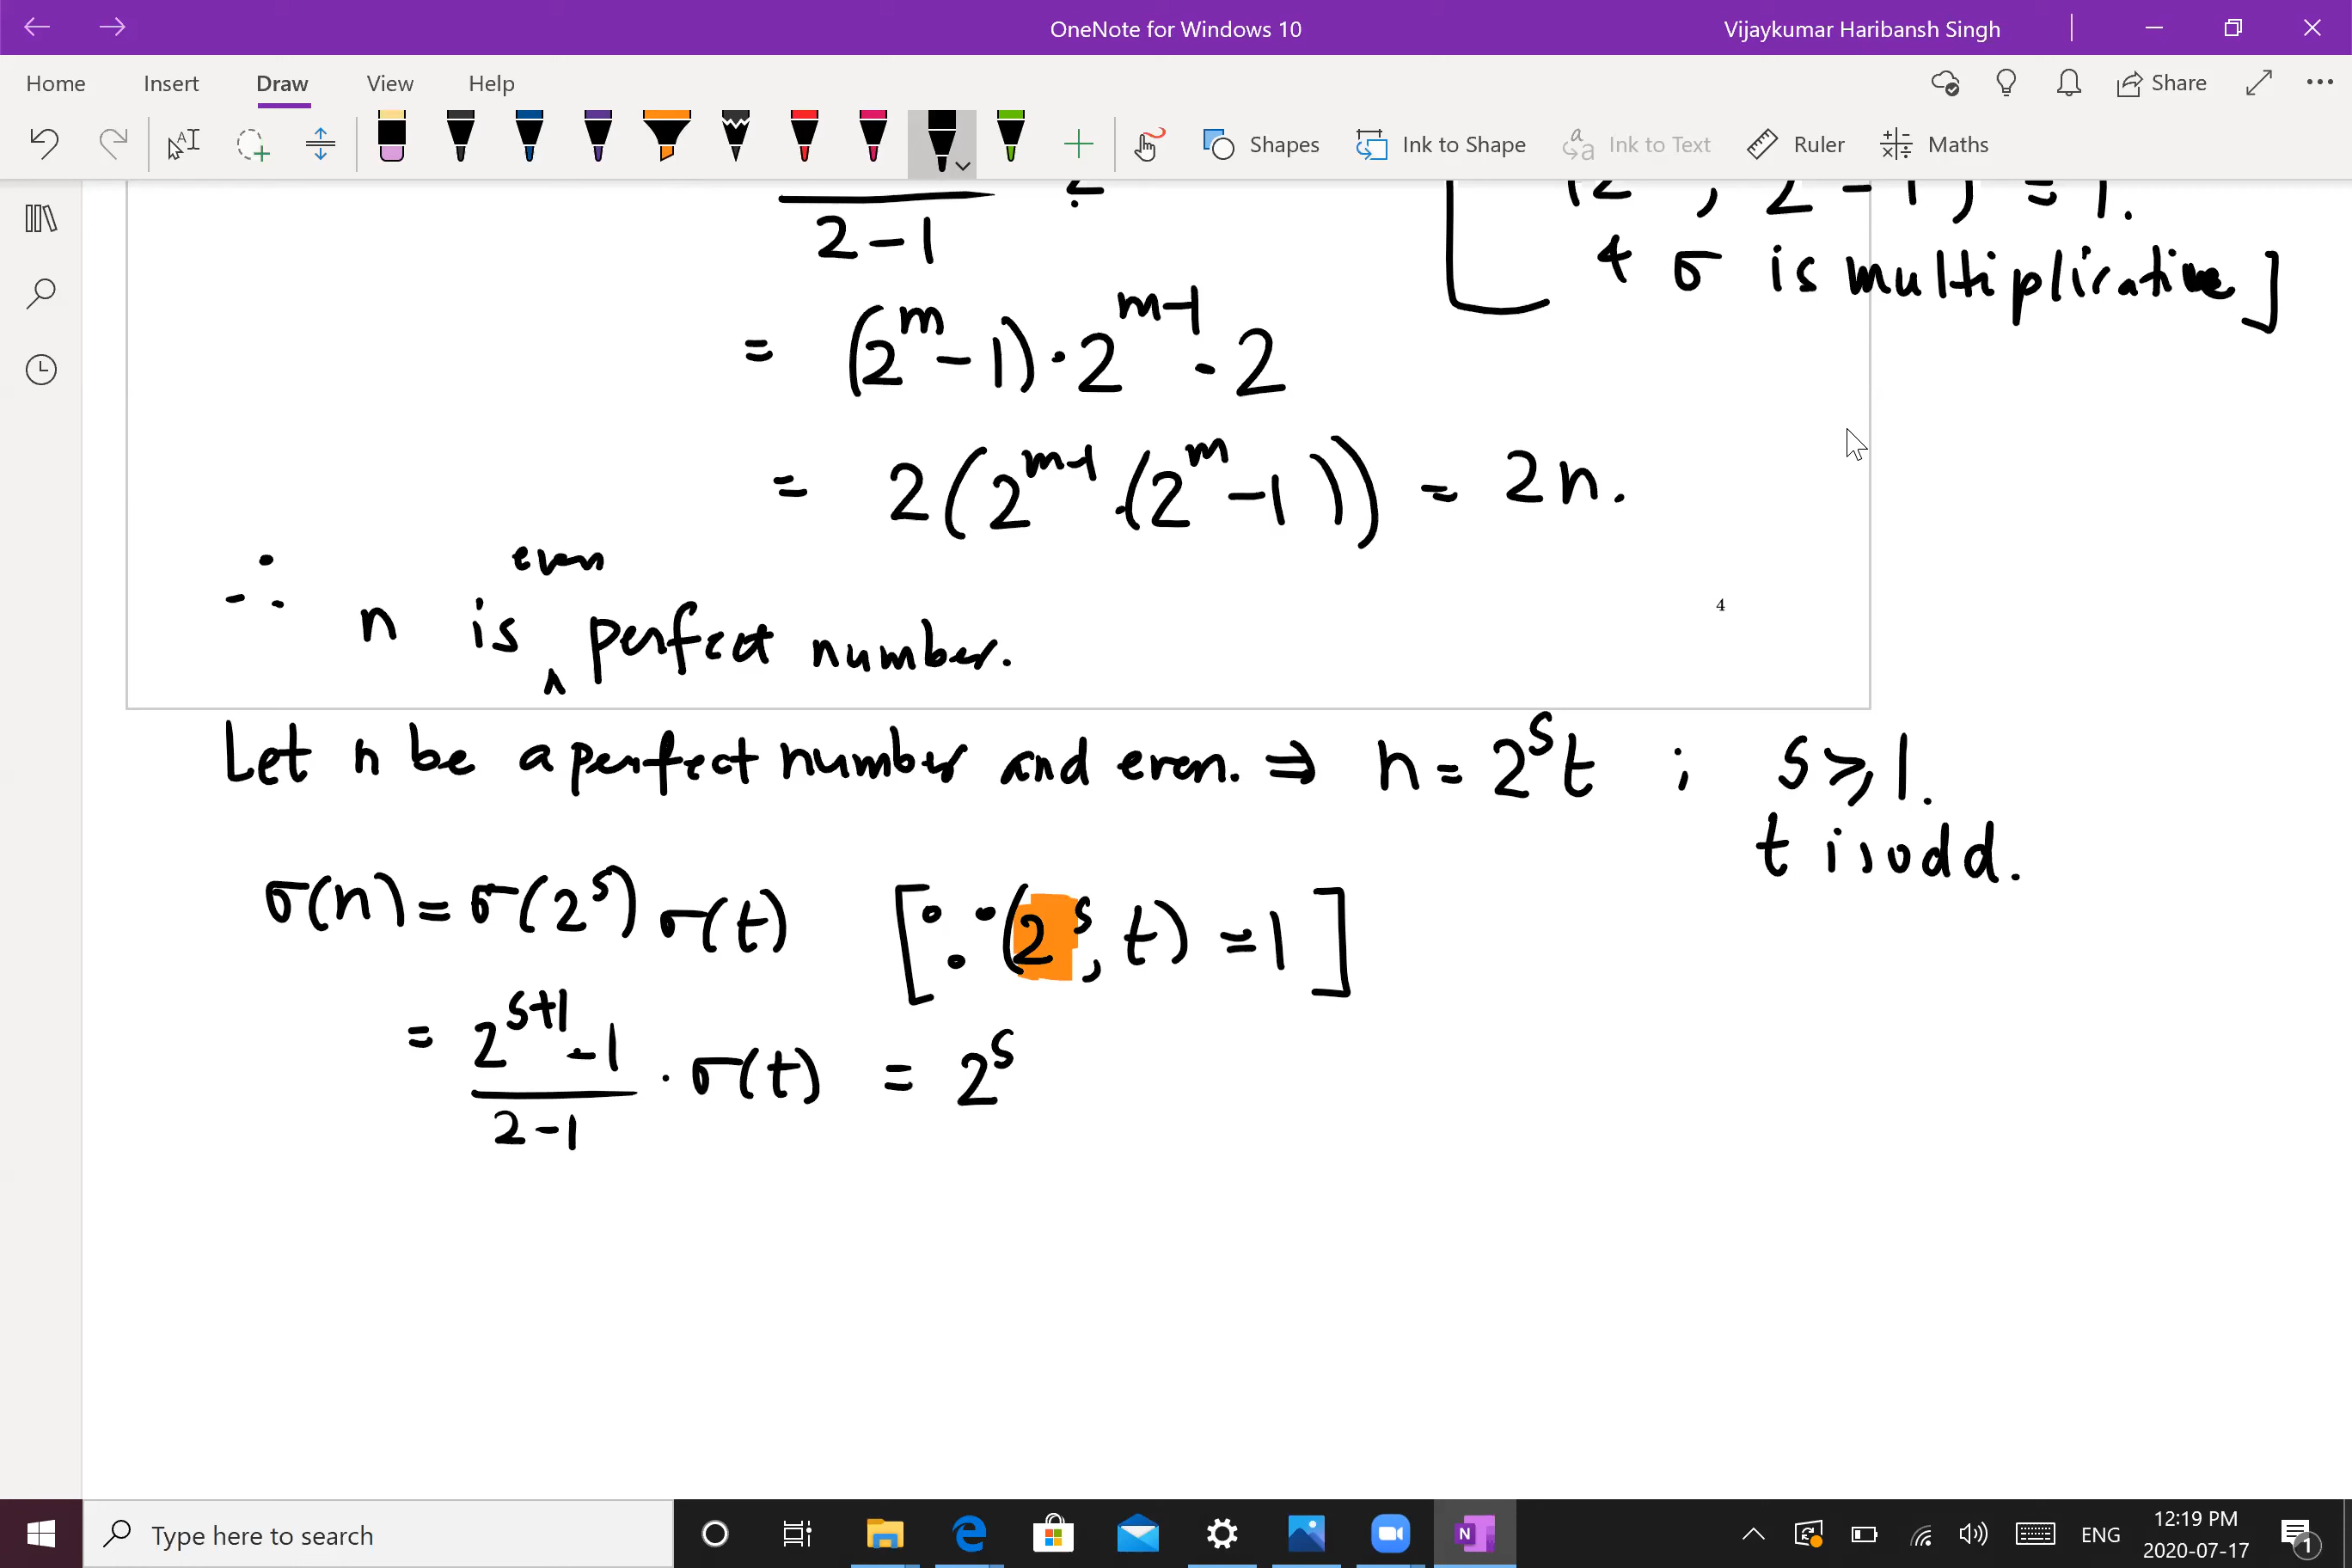 OneNote for Windows 10
Vijaykumar Haribansh Singh
Home Insert Draw View Help Share
Shapes Ink to Shape Ink to Text Ruler Maths
2-1
= 1.
σ is multiplicative]
= (2^m - 1) · 2^{m-1} · 2
= 2(2^{m-1} · (2^m - 1)) = 2n.
∴ n is even perfect number.
4
Let n be a perfect number and even. ⇒ n = 2^s t ; s ⩾ 1.
t is odd.
σ(n) = σ(2^s) σ(t) [∵ (2^s, t) = 1]
= \frac{2^{s+1} - 1}{2-1} · σ(t) = 2^s
Type here to search
N
ENG
12:19 PM
2020-07-17
1